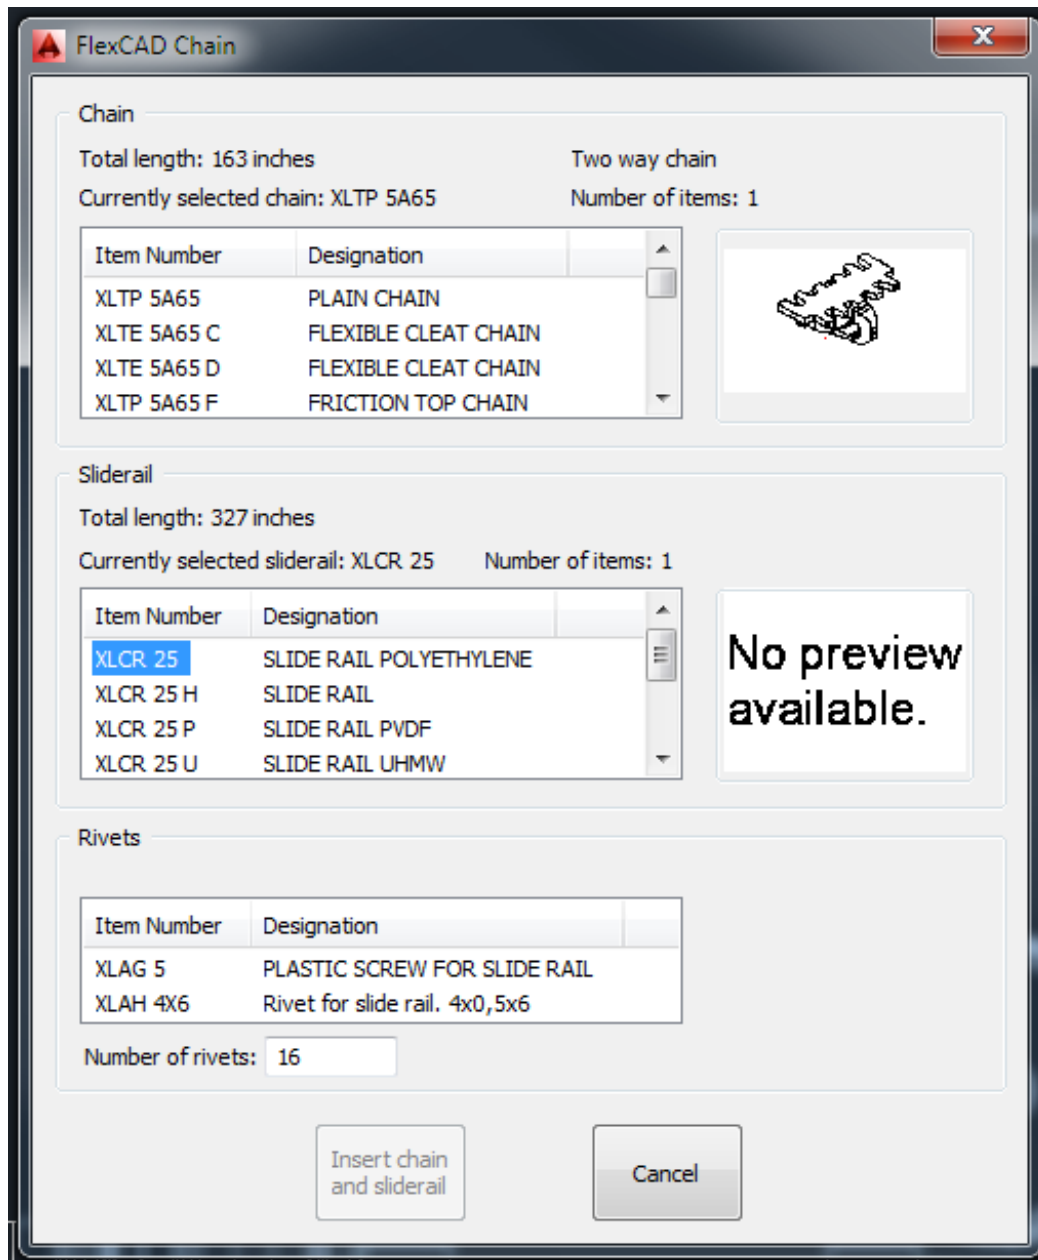 FlexCAD Chain
Chain
Total length: 163 inches Two way chain
Currently selected chain: XLTP 5A65 Number of items: 1
Item Number Designation
XLTP 5A65 PLAIN CHAIN
XLTE 5A65 C FLEXIBLE CLEAT CHAIN
XLTE 5A65 D FLEXIBLE CLEAT CHAIN
XLTP 5A65 F FRICTION TOP CHAIN
Sliderail
Total length: 327 inches
Currently selected sliderail: XLCR 25 Number of items: 1
Item Number Designation
XLCR 25 SLIDE RAIL POLYETHYLENE
XLCR 25 H SLIDE RAIL
XLCR 25 P SLIDE RAIL PVDF
XLCR 25 U SLIDE RAIL UHMW
No preview
available.
Rivets
Item Number Designation
XLAG 5 PLASTIC SCREW FOR SLIDE RAIL
XLAH 4X6 Rivet for slide rail. 4x0,5x6
Number of rivets: 16
Insert chain
and sliderail
Cancel